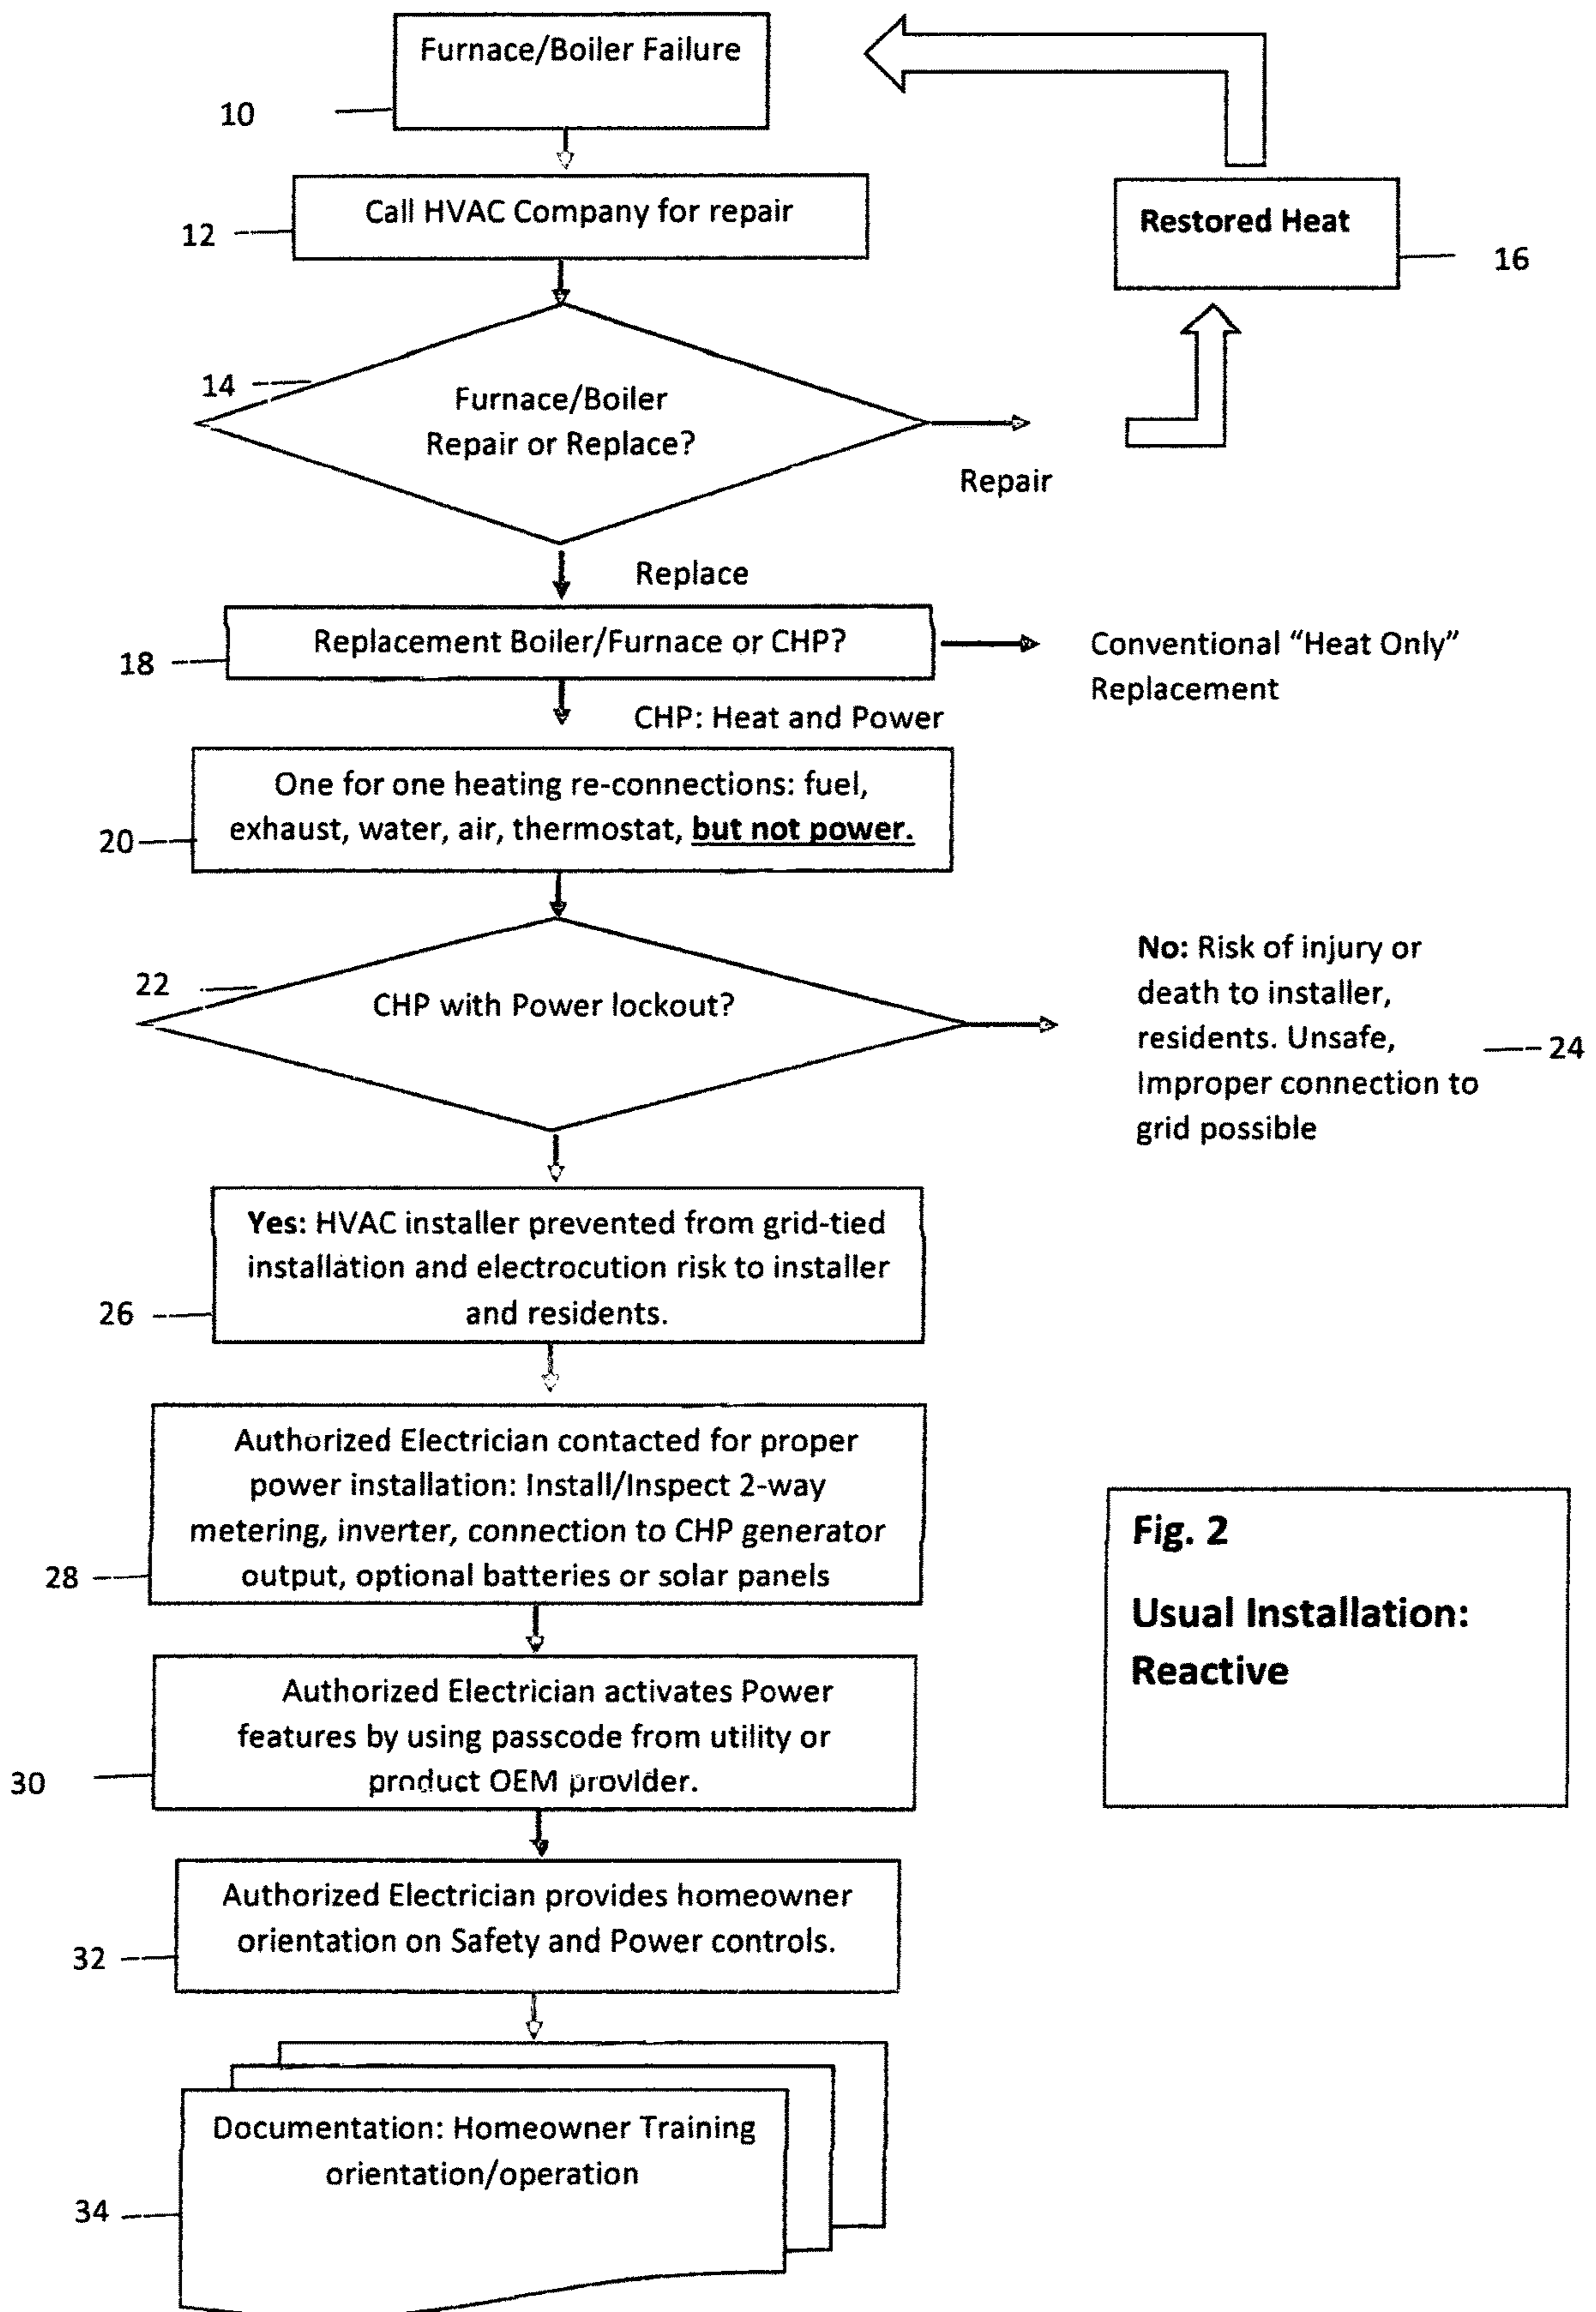 Furnace/Boiler Failure
10
Call HVAC Company for repair
12
Restored Heat
16
14
Furnace/Boiler
Repair or Replace?
Repair
Replace
Replacement Boiler/Furnace or CHP?
18
Conventional “Heat Only”
Replacement
CHP: Heat and Power
One for one heating re-connections: fuel,
exhaust, water, air, thermostat, but not power.
20
22
CHP with Power lockout?
No: Risk of injury or
death to installer,
residents. Unsafe,
Improper connection to
grid possible
24
Yes: HVAC installer prevented from grid-tied
installation and electrocution risk to installer
and residents.
26
Authorized Electrician contacted for proper
power installation: Install/Inspect 2-way
metering, inverter, connection to CHP generator
output, optional batteries or solar panels
28
Fig. 2
Usual Installation:
Reactive
Authorized Electrician activates Power
features by using passcode from utility or
product OEM provider.
30
Authorized Electrician provides homeowner
orientation on Safety and Power controls.
32
Documentation: Homeowner Training
orientation/operation
34